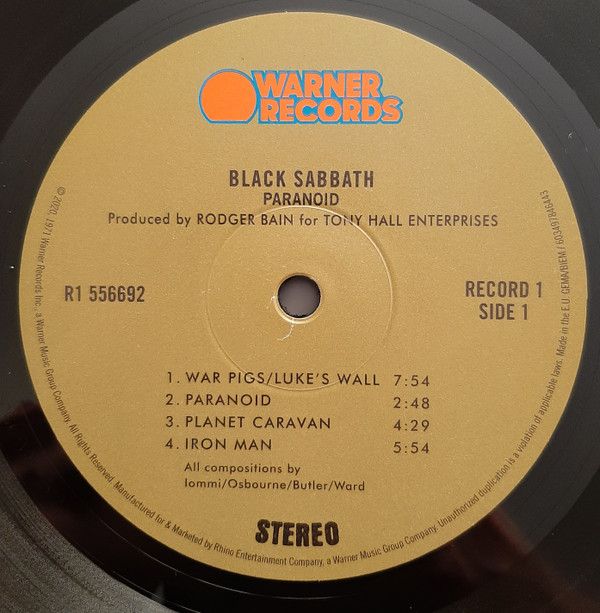 WARNER
RECORDS
BLACK SABBATH
PARANOID
Produced by RODGER BAIN for TONY HALL ENTERPRISES
R1 556692
RECORD 1
SIDE 1
1. WAR PIGS/LUKE'S WALL 7:54
2. PARANOID 2:48
3. PLANET CARAVAN 4:29
4. IRON MAN 5:54
All compositions by
Iommi/Osbourne/Butler/Ward
STEREO
© 2020, 1971 Warner Records Inc., a Warner Music Group Company. All Rights Reserved. Manufactured for & Marketed by Rhino Entertainment Company, a Warner Music Group Company. Unauthorized duplication is a violation of applicable laws. Made in the E.U. GEMA/BIEM / 603497846443